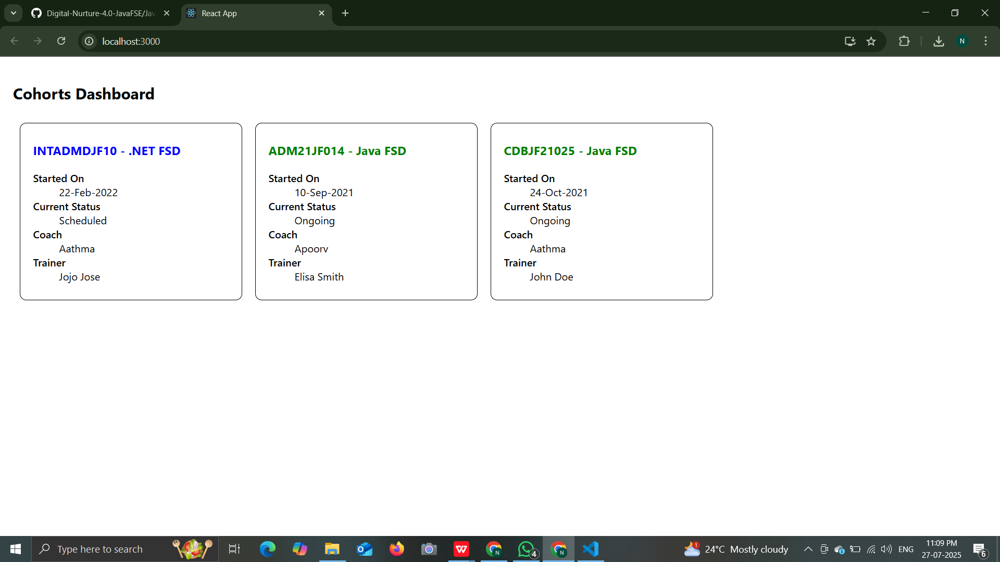 Digital-Nurture-4.0-JavaFSE/Jav
React App
localhost:3000
N
Cohorts Dashboard
INTADMDJF10 - .NET FSD
Started On
22-Feb-2022
Current Status
Scheduled
Coach
Aathma
Trainer
Jojo Jose
ADM21JF014 - Java FSD
Started On
10-Sep-2021
Current Status
Ongoing
Coach
Apoorv
Trainer
Elisa Smith
CDBJF21025 - Java FSD
Started On
24-Oct-2021
Current Status
Ongoing
Coach
Aathma
Trainer
John Doe
Type here to search
O
W
N
4
N
1
24°C Mostly cloudy
ENG
11:09 PM
27-07-2025
6